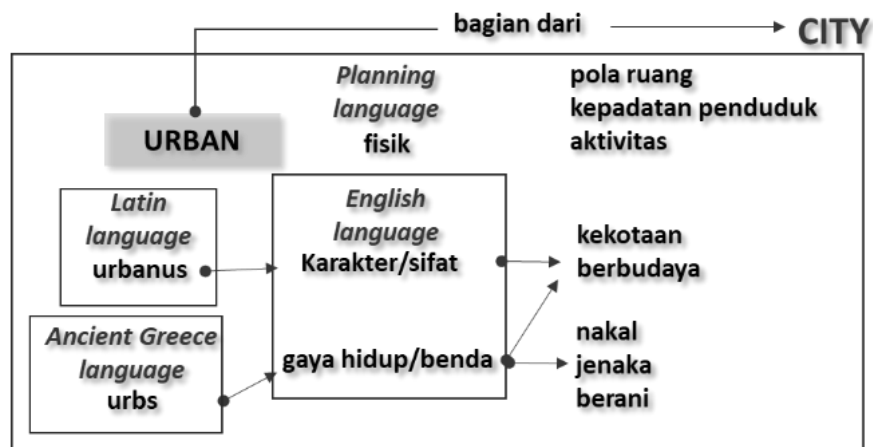 bagian dari
CITY
Planning
language
fisik
pola ruang
kepadatan penduduk
aktivitas
URBAN
Latin
language
urbanus
English
language
Karakter/sifat
kekotaan
berbudaya
Ancient Greece
language
urbs
gaya hidup/benda
nakal
jenaka
berani